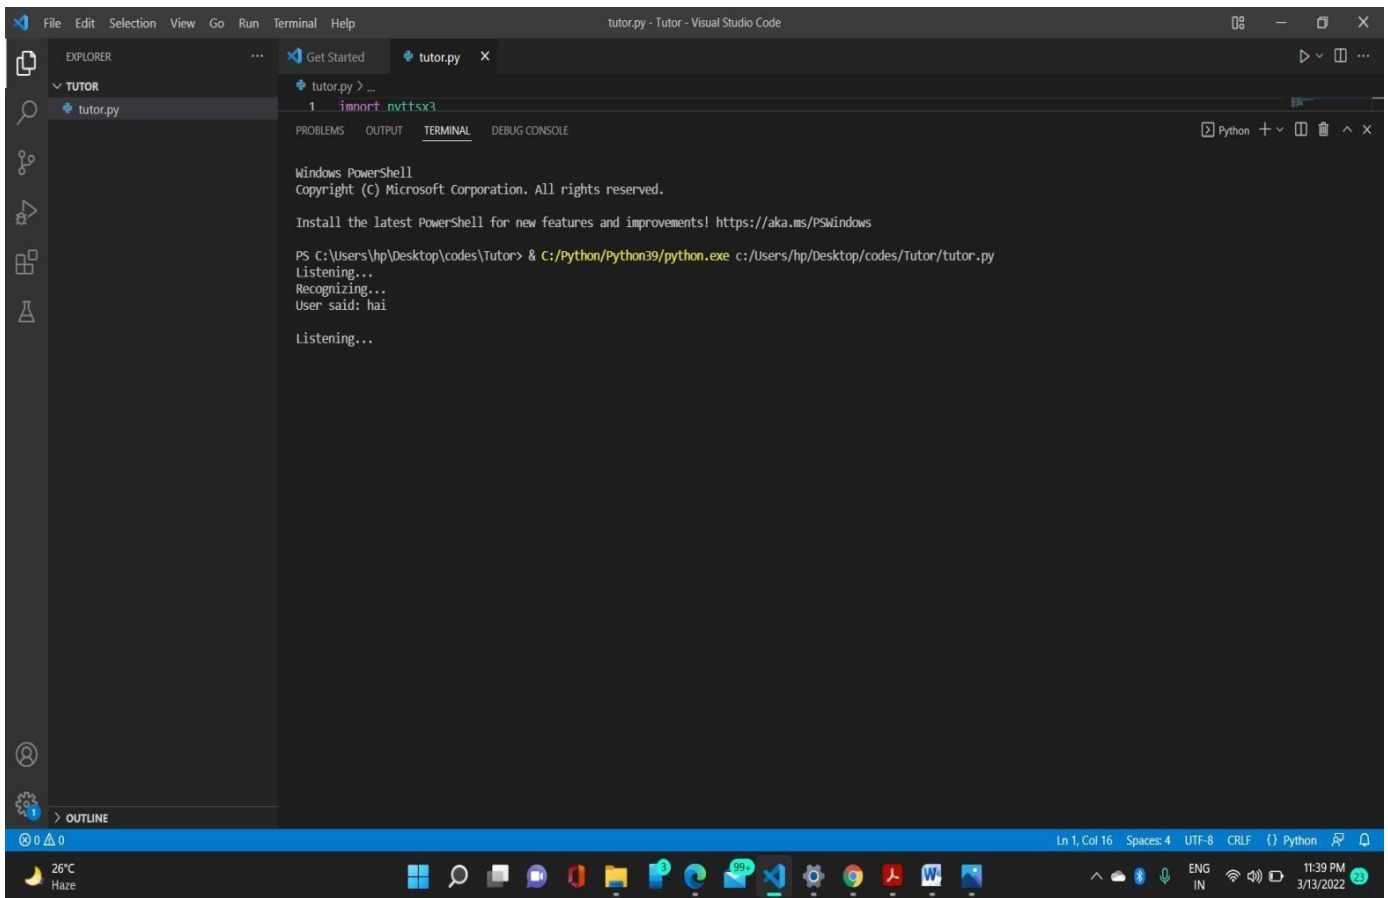 File Edit Selection View Go Run Terminal Help
tutor.py - Tutor - Visual Studio Code
EXPLORER
Get Started
tutor.py
TUTOR
tutor.py
tutor.py > ...
1 import pyttsx3
PROBLEMS OUTPUT TERMINAL DEBUG CONSOLE
Python
Windows PowerShell
Copyright (C) Microsoft Corporation. All rights reserved.
Install the latest PowerShell for new features and improvements! https://aka.ms/PSWindows
PS C:\Users\hp\Desktop\codes\Tutor> & C:/Python/Python39/python.exe c:/Users/hp/Desktop/codes/Tutor/tutor.py
Listening...
Recognizing...
User said: hai
Listening...
1
OUTLINE
0 0
Ln 1, Col 16 Spaces: 4 UTF-8 CRLF {} Python
26°C
Haze
3
99+
ENG
IN
11:39 PM
3/13/2022
23